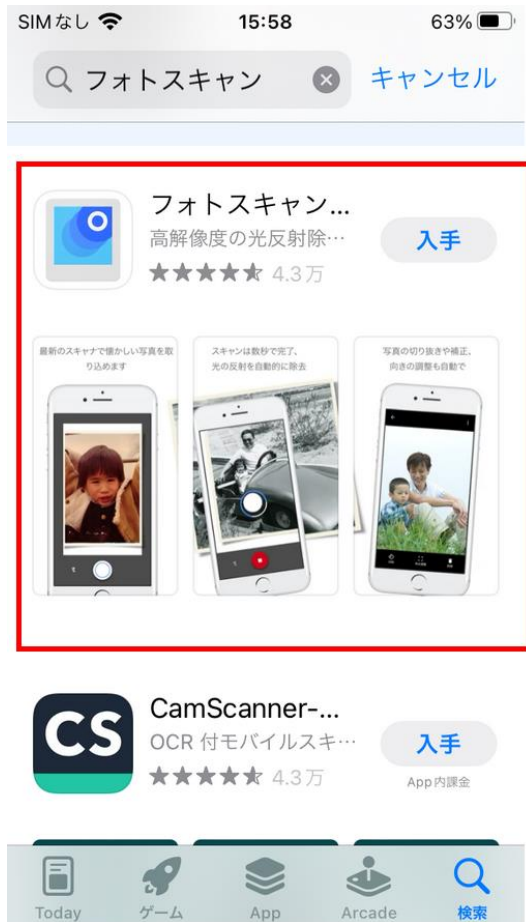 SIMなし 15:58 63%
フォトスキャン キャンセル
フォトスキャン...
高解像度の光反射除…
入手
4.3万
最新のスキャナで懐かしい写真を取
り込めます
スキャンは数秒で完了、
光の反射を自動的に除去
写真の切り抜きや補正、
向きの調整も自動で
CS
CamScanner-...
OCR 付モバイルスキ…
入手
4.3万
App内課金
Today ゲーム App Arcade 検索